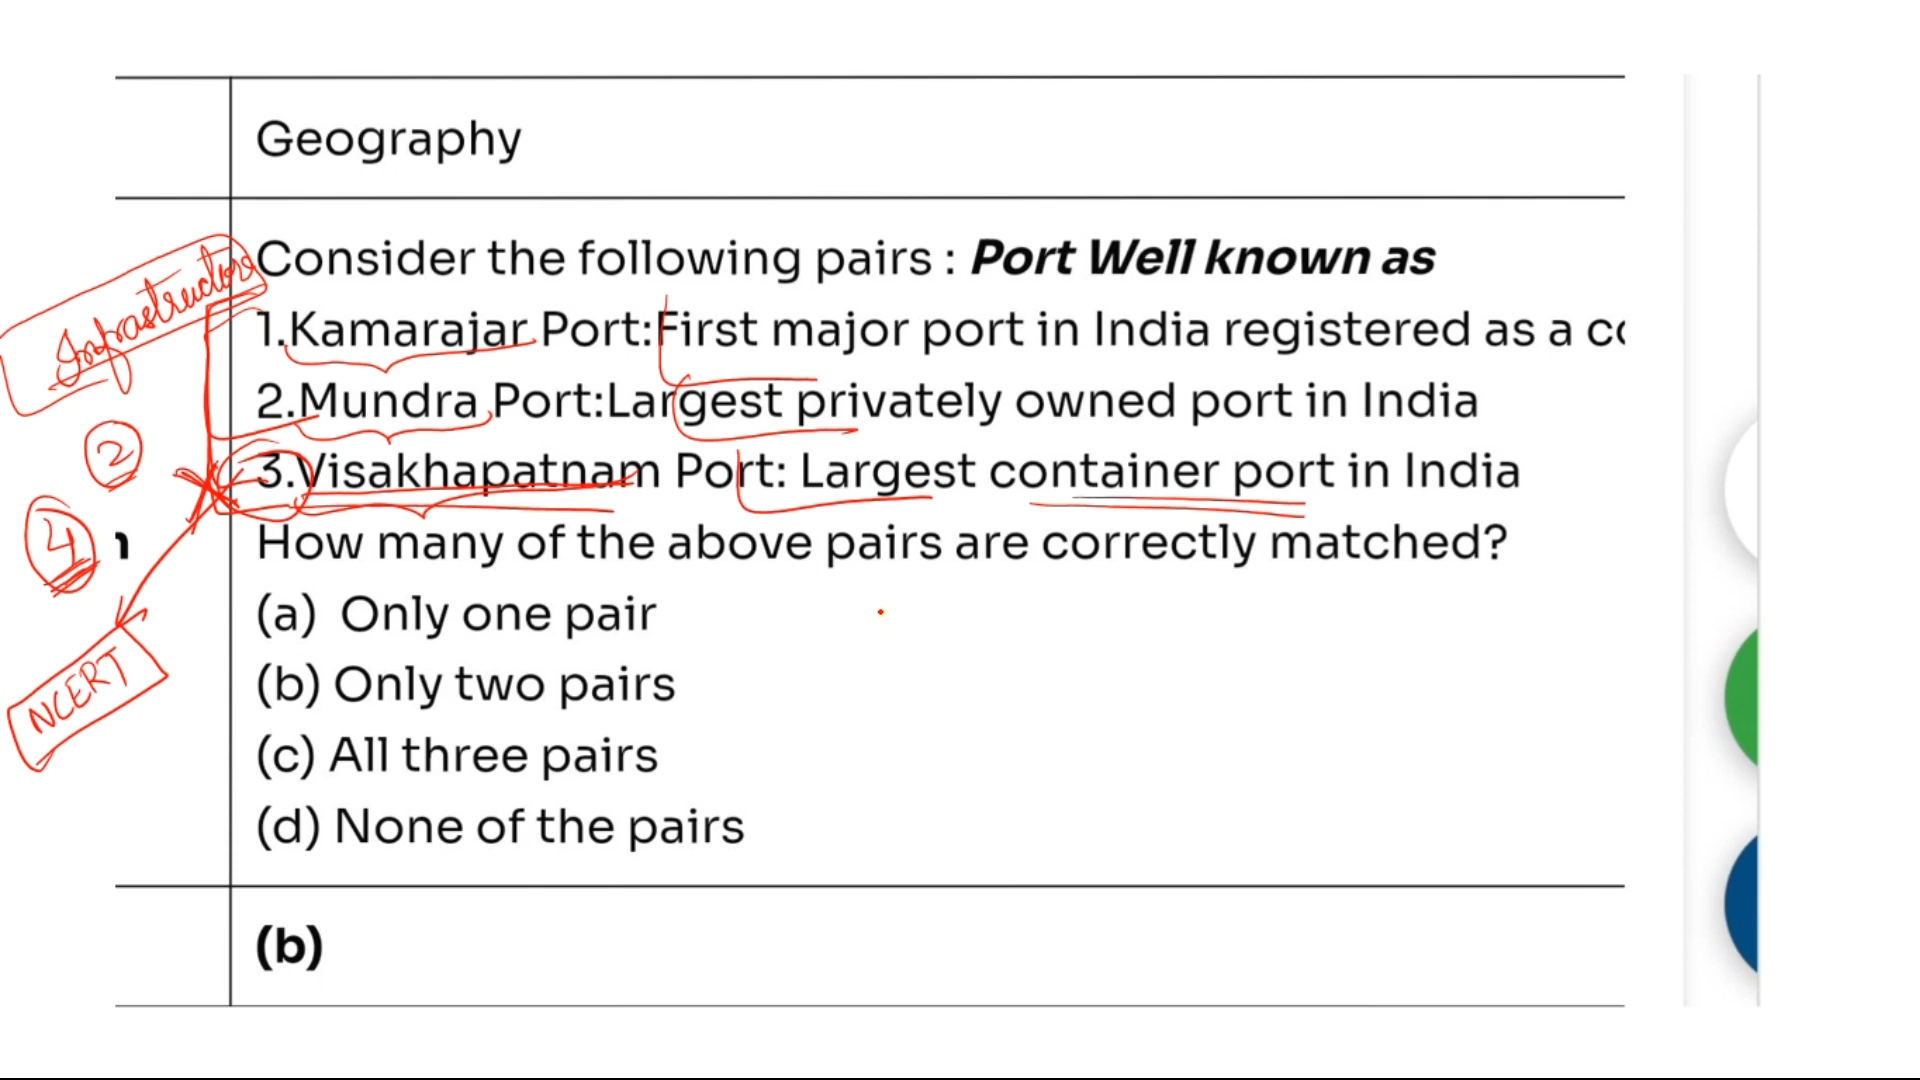 Geography
Consider the following pairs : Port Well known as
1.Kamarajar Port:First major port in India registered as a co
2.Mundra Port:Largest privately owned port in India
3.Visakhapatnam Port: Largest container port in India
How many of the above pairs are correctly matched?
(a) Only one pair
(b) Only two pairs
(c) All three pairs
(d) None of the pairs
(b)
Infrastructure
2
4
n
NCERT